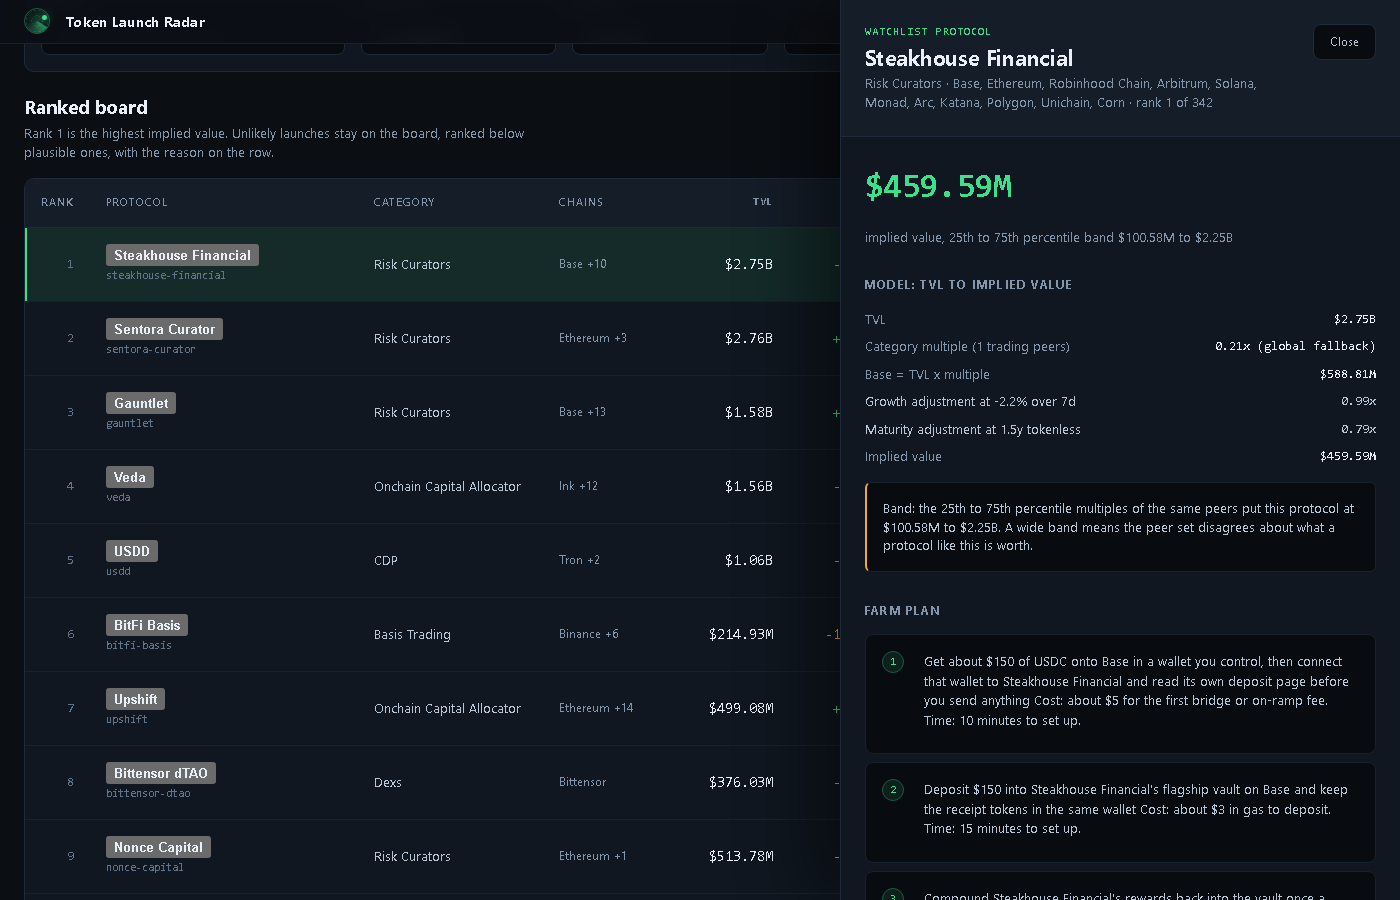 Token Launch Radar
Ranked board
Rank 1 is the highest implied value. Unlikely launches stay on the board, ranked below
plausible ones, with the reason on the row.
RANK PROTOCOL CATEGORY CHAINS TVL
1 Steakhouse Financial steakhouse-financial Risk Curators Base +10 $2.75B -
2 Sentora Curator sentora-curator Risk Curators Ethereum +3 $2.76B +
3 Gauntlet gauntlet Risk Curators Base +13 $1.58B +
4 Veda veda Onchain Capital Allocator Ink +12 $1.56B -
5 USDD usdd CDP Tron +2 $1.06B -
6 BitFi Basis bitfi-basis Basis Trading Binance +6 $214.93M -1
7 Upshift upshift Onchain Capital Allocator Ethereum +14 $499.08M +
8 Bittensor dTAO bittensor-dtao Dexs Bittensor $376.03M -
9 Nonce Capital nonce-capital Risk Curators Ethereum +1 $513.78M -
WATCHLIST PROTOCOL
Steakhouse Financial
Close
Risk Curators · Base, Ethereum, Robinhood Chain, Arbitrum, Solana,
Monad, Arc, Katana, Polygon, Unichain, Corn · rank 1 of 342
$459.59M
implied value, 25th to 75th percentile band $100.58M to $2.25B
MODEL: TVL TO IMPLIED VALUE
TVL $2.75B
Category multiple (1 trading peers) 0.21x (global fallback)
Base = TVL x multiple $588.81M
Growth adjustment at -2.2% over 7d 0.99x
Maturity adjustment at 1.5y tokenless 0.79x
Implied value $459.59M
Band: the 25th to 75th percentile multiples of the same peers put this protocol at
$100.58M to $2.25B. A wide band means the peer set disagrees about what a
protocol like this is worth.
FARM PLAN
1 Get about $150 of USDC onto Base in a wallet you control, then connect
that wallet to Steakhouse Financial and read its own deposit page before
you send anything Cost: about $5 for the first bridge or on-ramp fee.
Time: 10 minutes to set up.
2 Deposit $150 into Steakhouse Financial's flagship vault on Base and keep
the receipt tokens in the same wallet Cost: about $3 in gas to deposit.
Time: 15 minutes to set up.
3 Compound Steakhouse Financial's rewards back into the vault once a